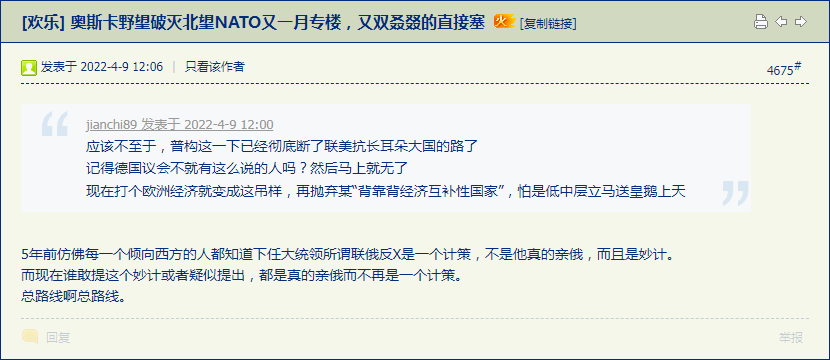 [欢乐] 奥斯卡野望破灭北望NATO又一月专楼，又双叒叕的直接塞 火 [复制链接]
发表于 2022-4-9 12:06 | 只看该作者 4675#
jianchi89 发表于 2022-4-9 12:00
应该不至于，普构这一下已经彻底断了联美抗长耳朵大国的路了
记得德国议会不就有这么说的人吗？然后马上就无了
现在打个欧洲经济就变成这吊样，再抛弃某“背靠背经济互补性国家”，怕是低中层立马送皇鹅上天
5年前仿佛每一个倾向西方的人都知道下任大统领所谓联俄反X是一个计策，不是他真的亲俄，而且是妙计。
而现在谁敢提这个妙计或者疑似提出，都是真的亲俄而不再是一个计策。
总路线啊总路线。
回复 举报